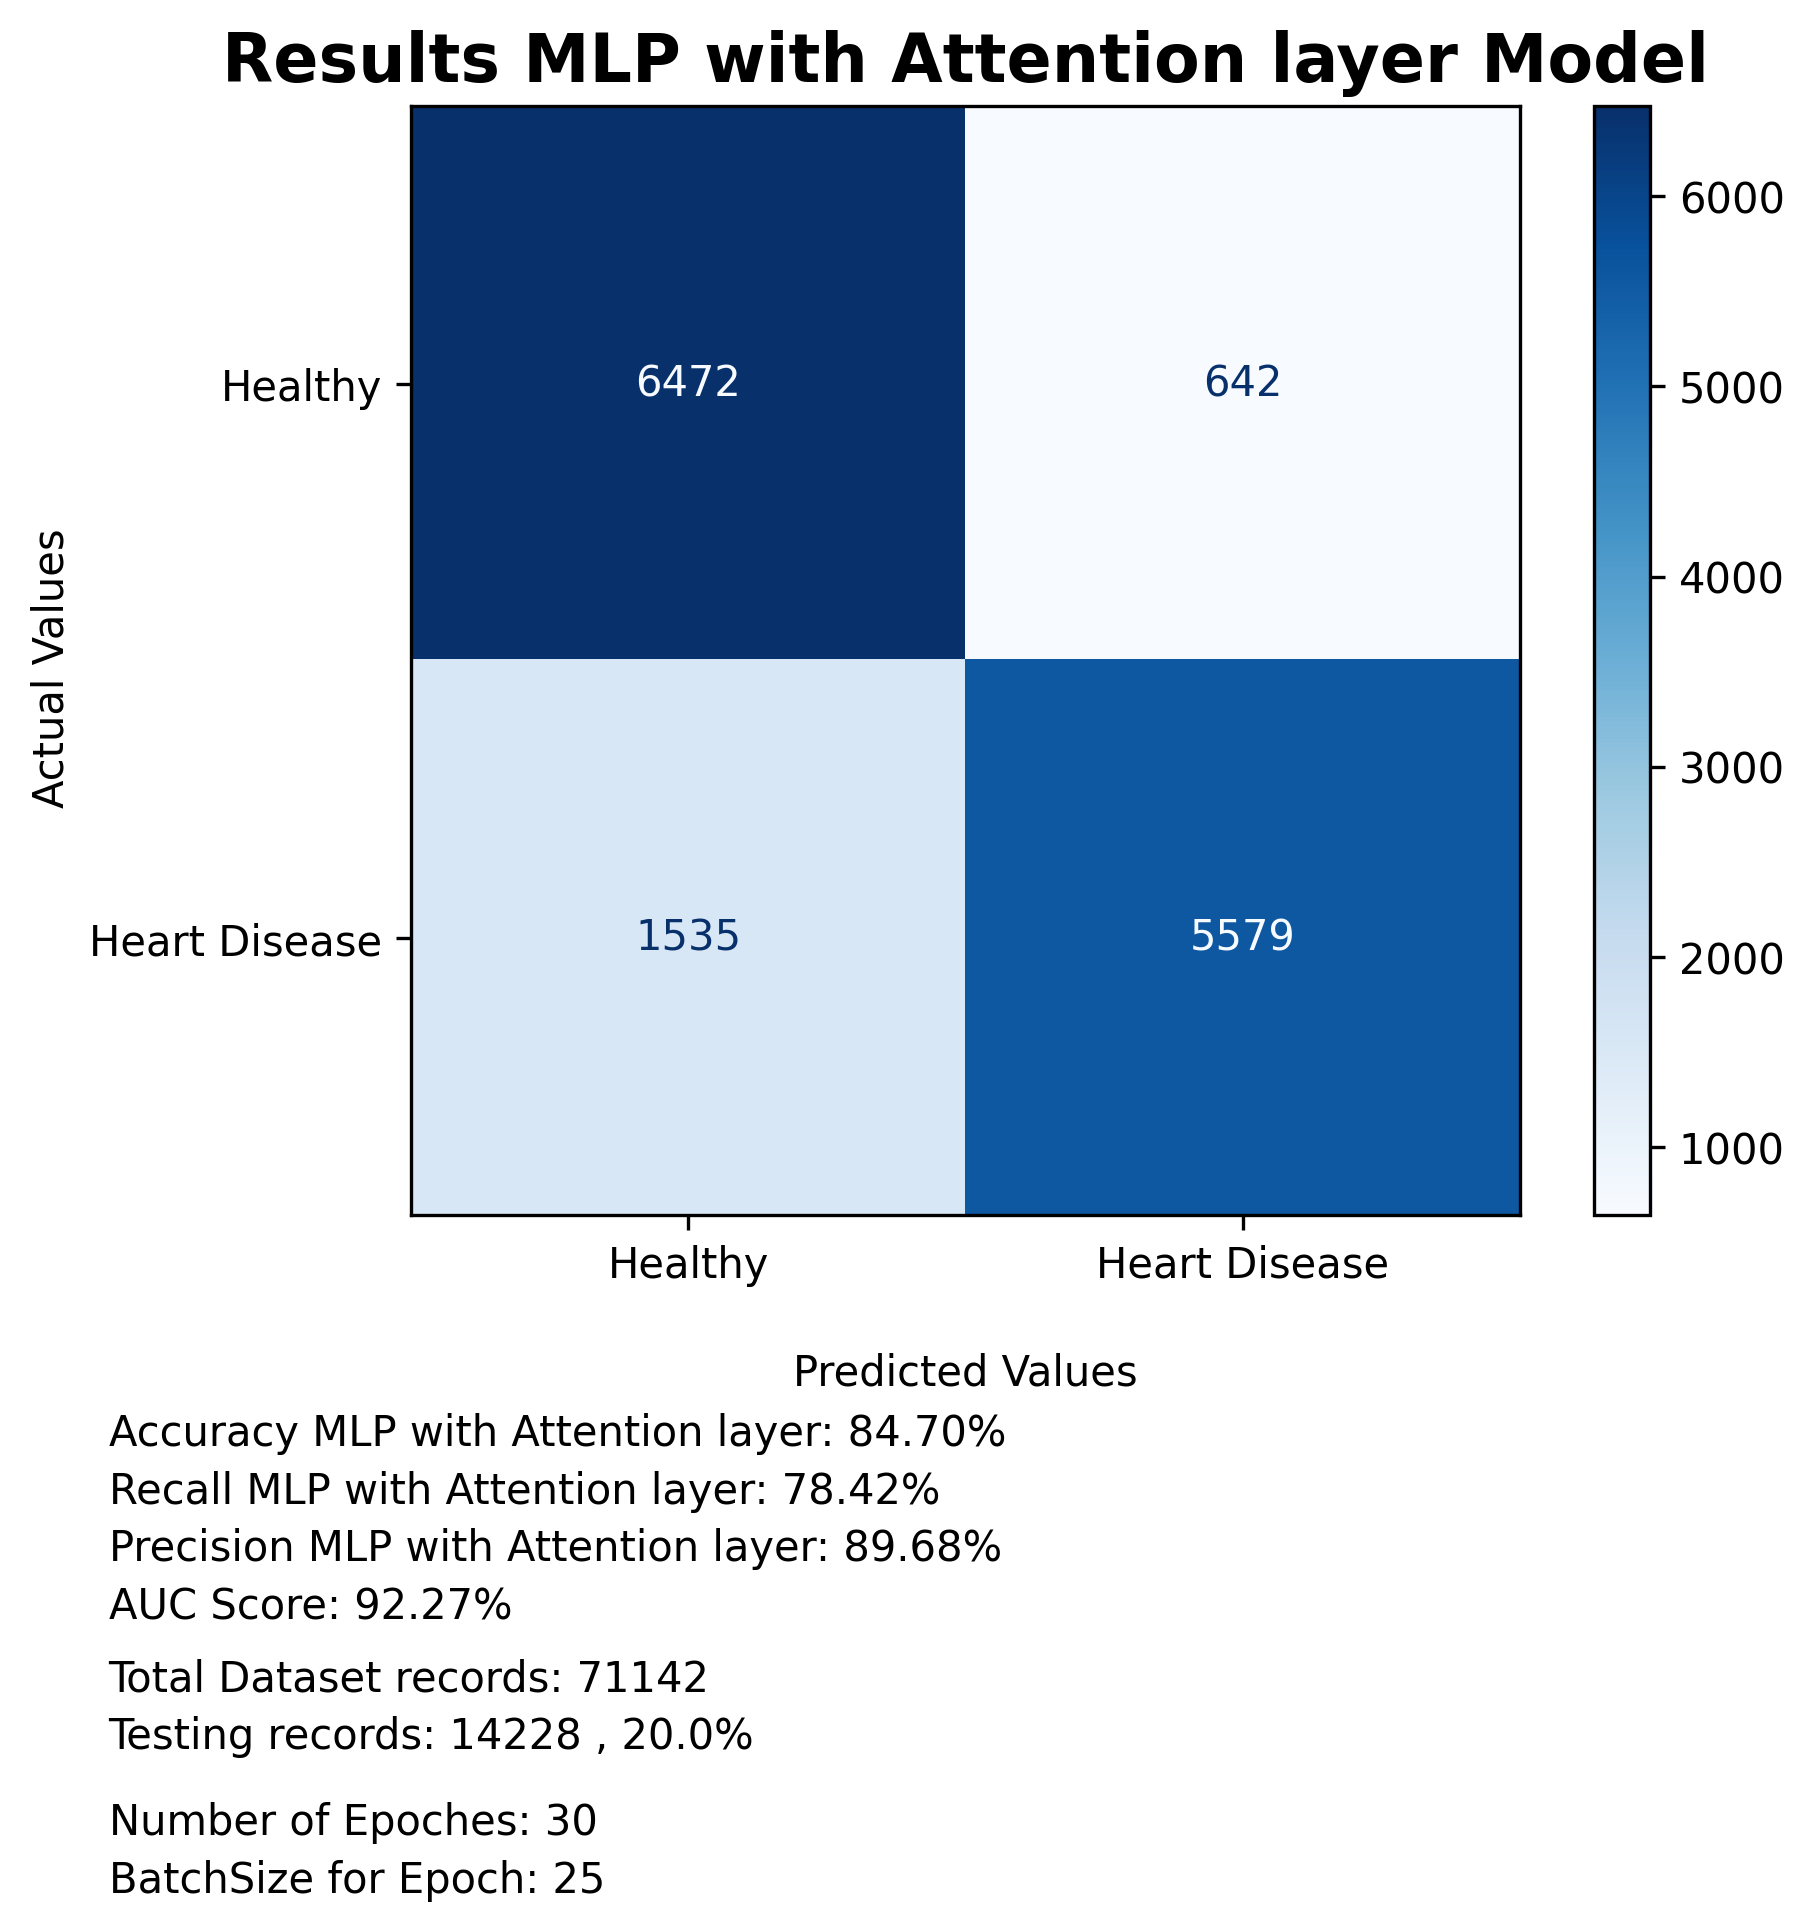 Results MLP with Attention layer Model
6000
5000
4000
3000
2000
1000
Actual Values
Healthy
6472
642
Heart Disease
1535
5579
Healthy
Heart Disease
Predicted Values
Accuracy MLP with Attention layer: 84.70%
Recall MLP with Attention layer: 78.42%
Precision MLP with Attention layer: 89.68%
AUC Score: 92.27%
Total Dataset records: 71142
Testing records: 14228 , 20.0%
Number of Epoches: 30
BatchSize for Epoch: 25